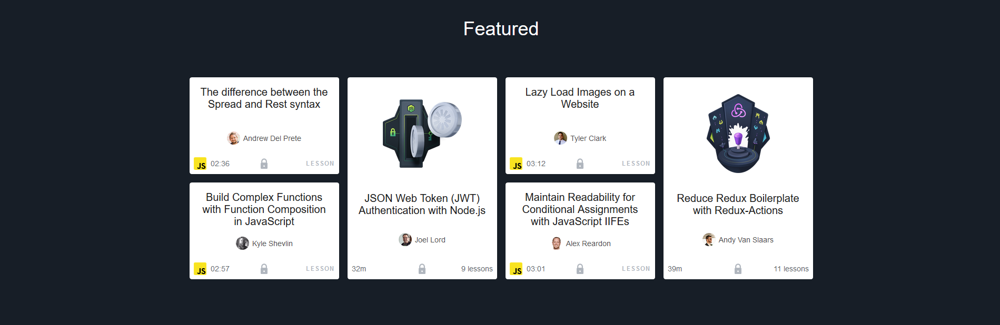 Featured
The difference between the
Spread and Rest syntax
Andrew Del Prete
JS 02:36 LESSON
Build Complex Functions
with Function Composition
in JavaScript
Kyle Shevlin
JS 02:57 LESSON
JS
JSON Web Token (JWT)
Authentication with Node.js
Joel Lord
32m 9 lessons
Lazy Load Images on a
Website
Tyler Clark
JS 03:12 LESSON
Maintain Readability for
Conditional Assignments
with JavaScript IIFEs
Alex Reardon
JS 03:01 LESSON
Reduce Redux Boilerplate
with Redux-Actions
Andy Van Slaars
39m 11 lessons